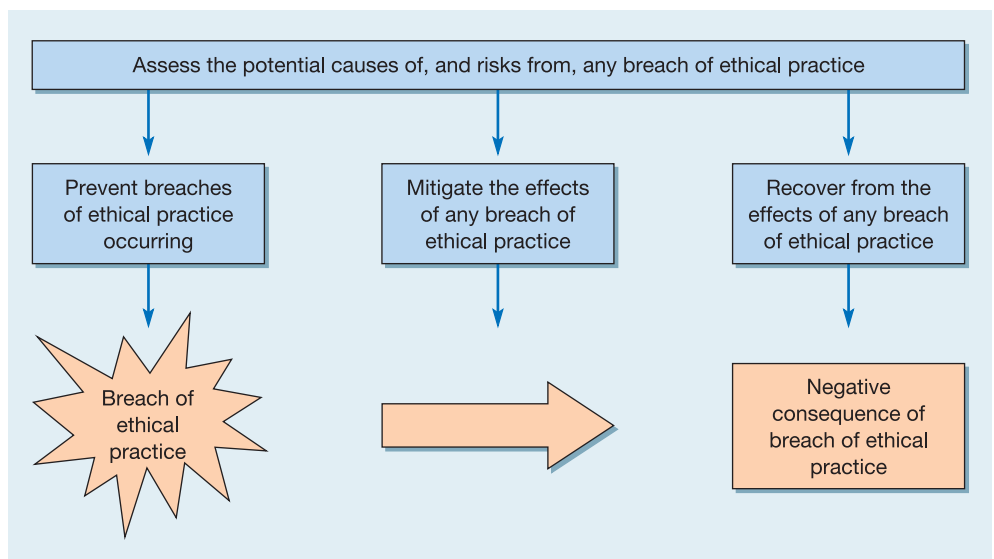 Assess the potential causes of, and risks from, any breach of ethical practice
Prevent breaches
of ethical practice
occurring
Mitigate the effects
of any breach of
ethical practice
Recover from the
effects of any breach
of ethical practice
Breach of
ethical
practice
Negative
consequence of
breach of ethical
practice